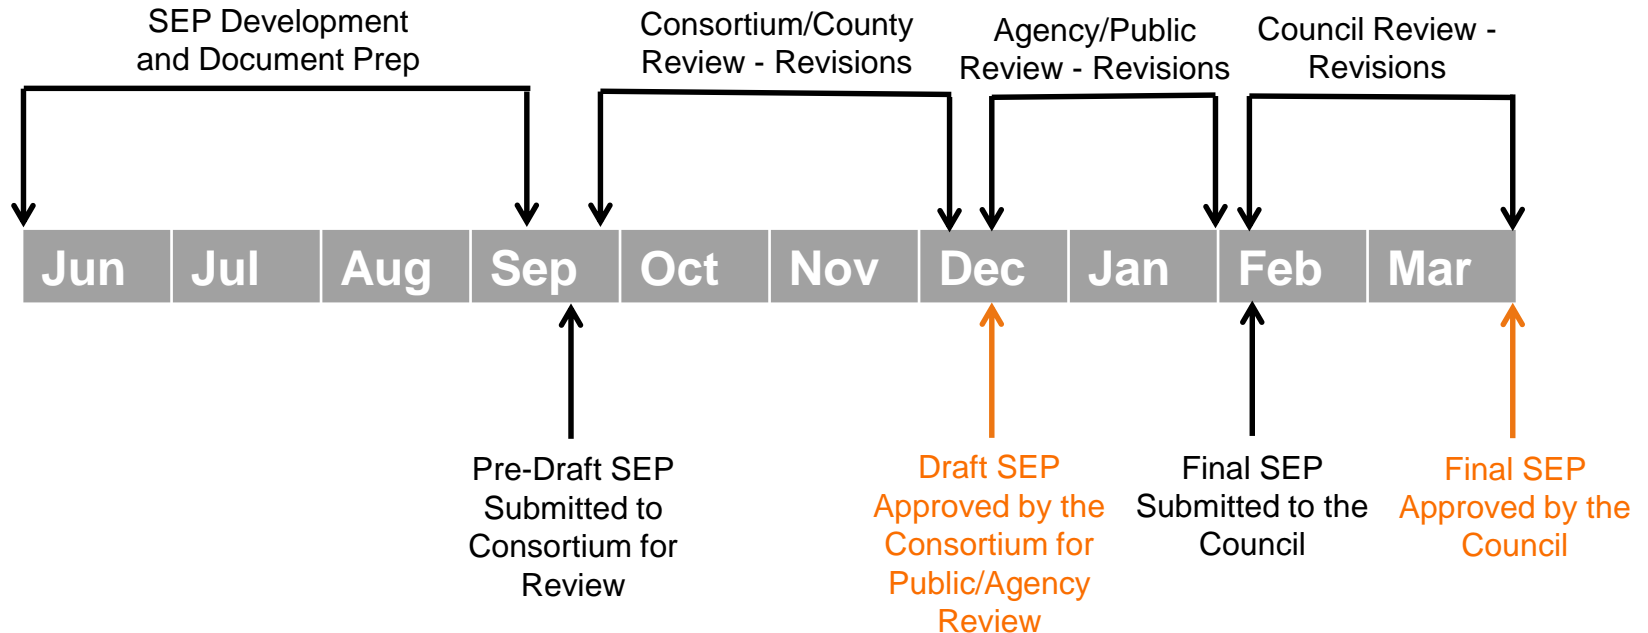 SEP Development
and Document Prep
Consortium/County
Review - Revisions
Agency/Public
Review - Revisions
Council Review -
Revisions
Jun
Jul
Aug
Sep
Oct
Nov
Dec
Jan
Feb
Mar
Pre-Draft SEP
Submitted to
Consortium for
Review
Draft SEP
Approved by the
Consortium for
Public/Agency
Review
Final SEP
Submitted to the
Council
Final SEP
Approved by the
Council